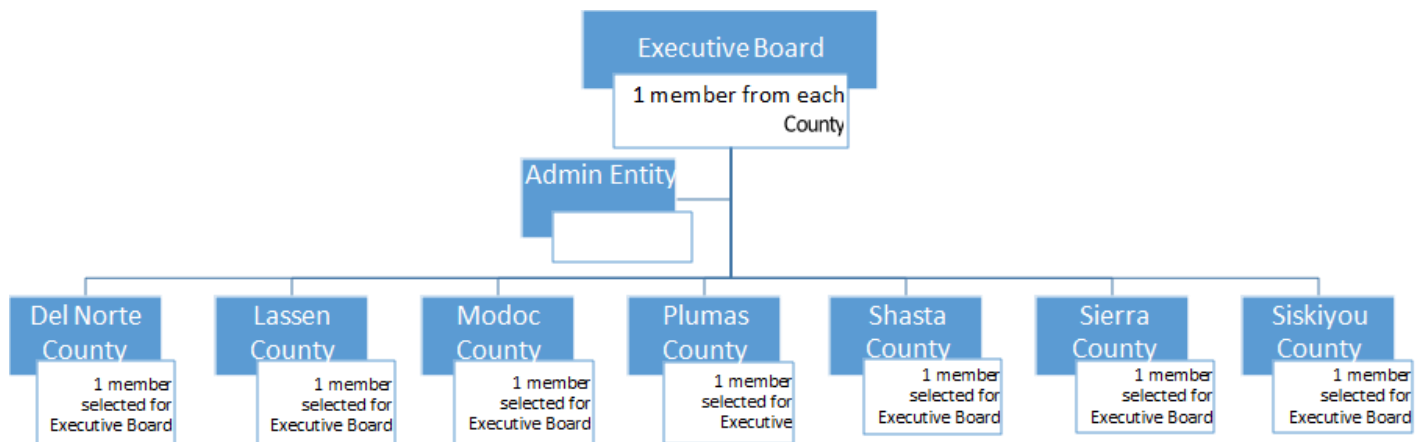 Executive Board
1 member from each
County
Admin Entity
Del Norte
County
1 member
selected for
Executive Board
Lassen
County
1 member
selected for
Executive Board
Modoc
County
1 member
selected for
Executive Board
Plumas
County
1 member
selected for
Executive
Shasta
County
1 member
selected for
Executive Board
Sierra
County
1 member
selected for
Executive Board
Siskiyou
County
1 member
selected for
Executive Board